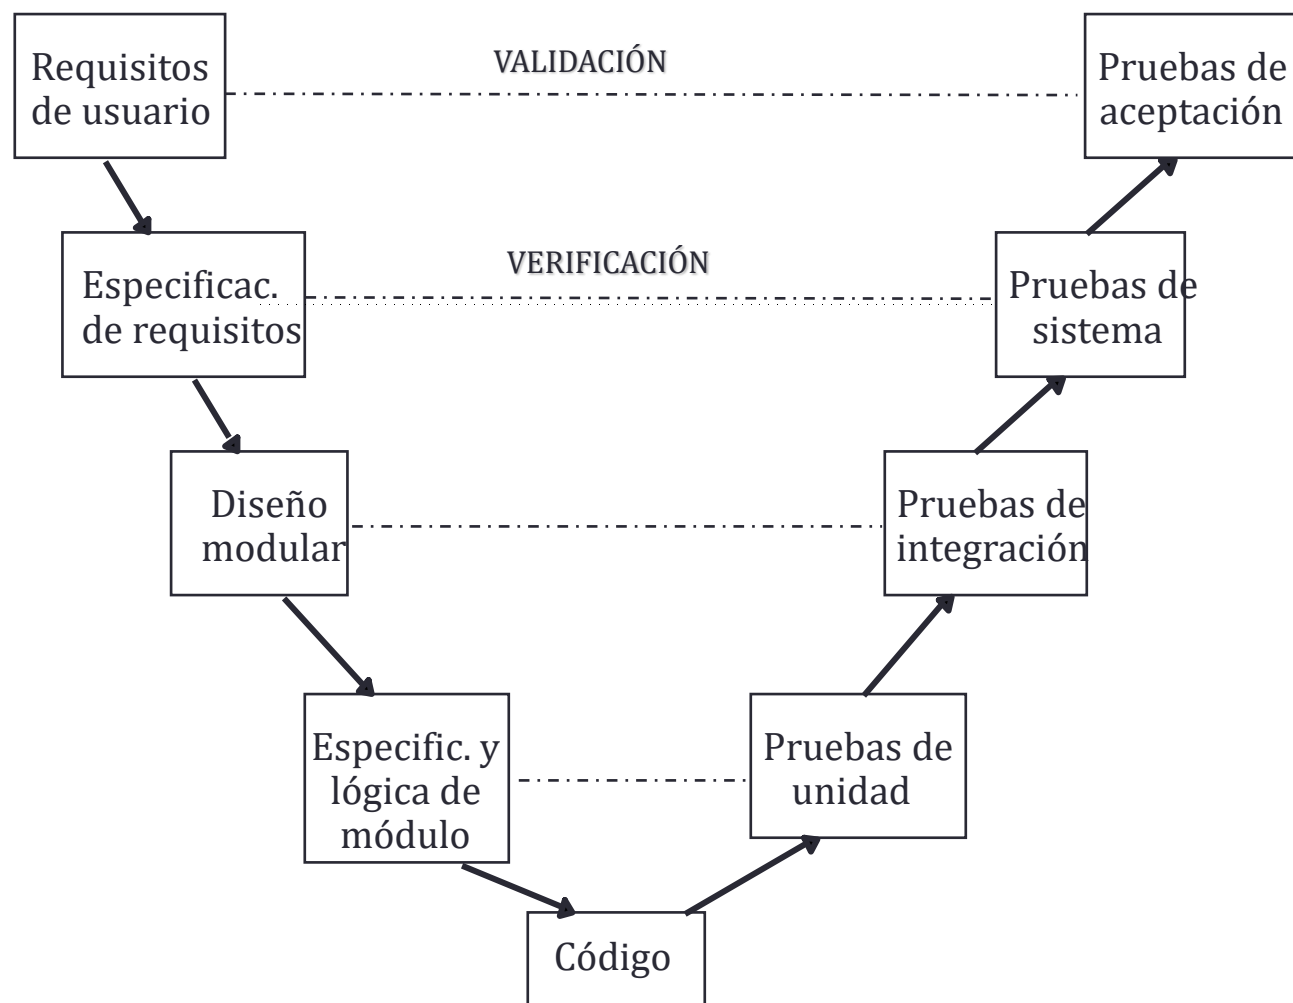 Requisitos
de usuario
VALIDACIÓN
Pruebas de
aceptación
Especificac.
de requisitos
VERIFICACIÓN
Pruebas de
sistema
Diseño
modular
Pruebas de
integración
Especific. y
lógica de
módulo
Pruebas de
unidad
Código